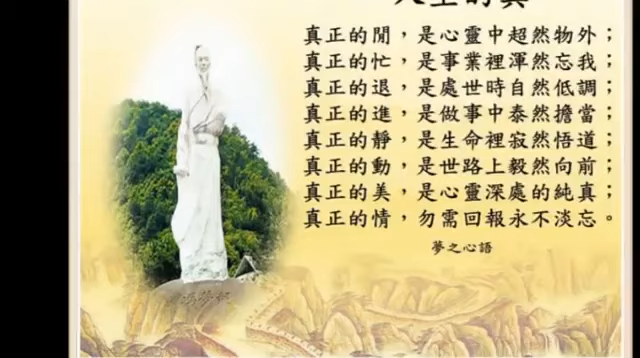 人生的真
真正的閒，是心靈中超然物外；
真正的忙，是事業裡渾然忘我；
真正的退，是處世時自然低調；
真正的進，是做事中泰然擔當；
真正的靜，是生命裡寂然悟道；
真正的動，是世路上毅然向前；
真正的美，是心靈深處的純真；
真正的情，勿需回報永不淡忘。
夢之心語